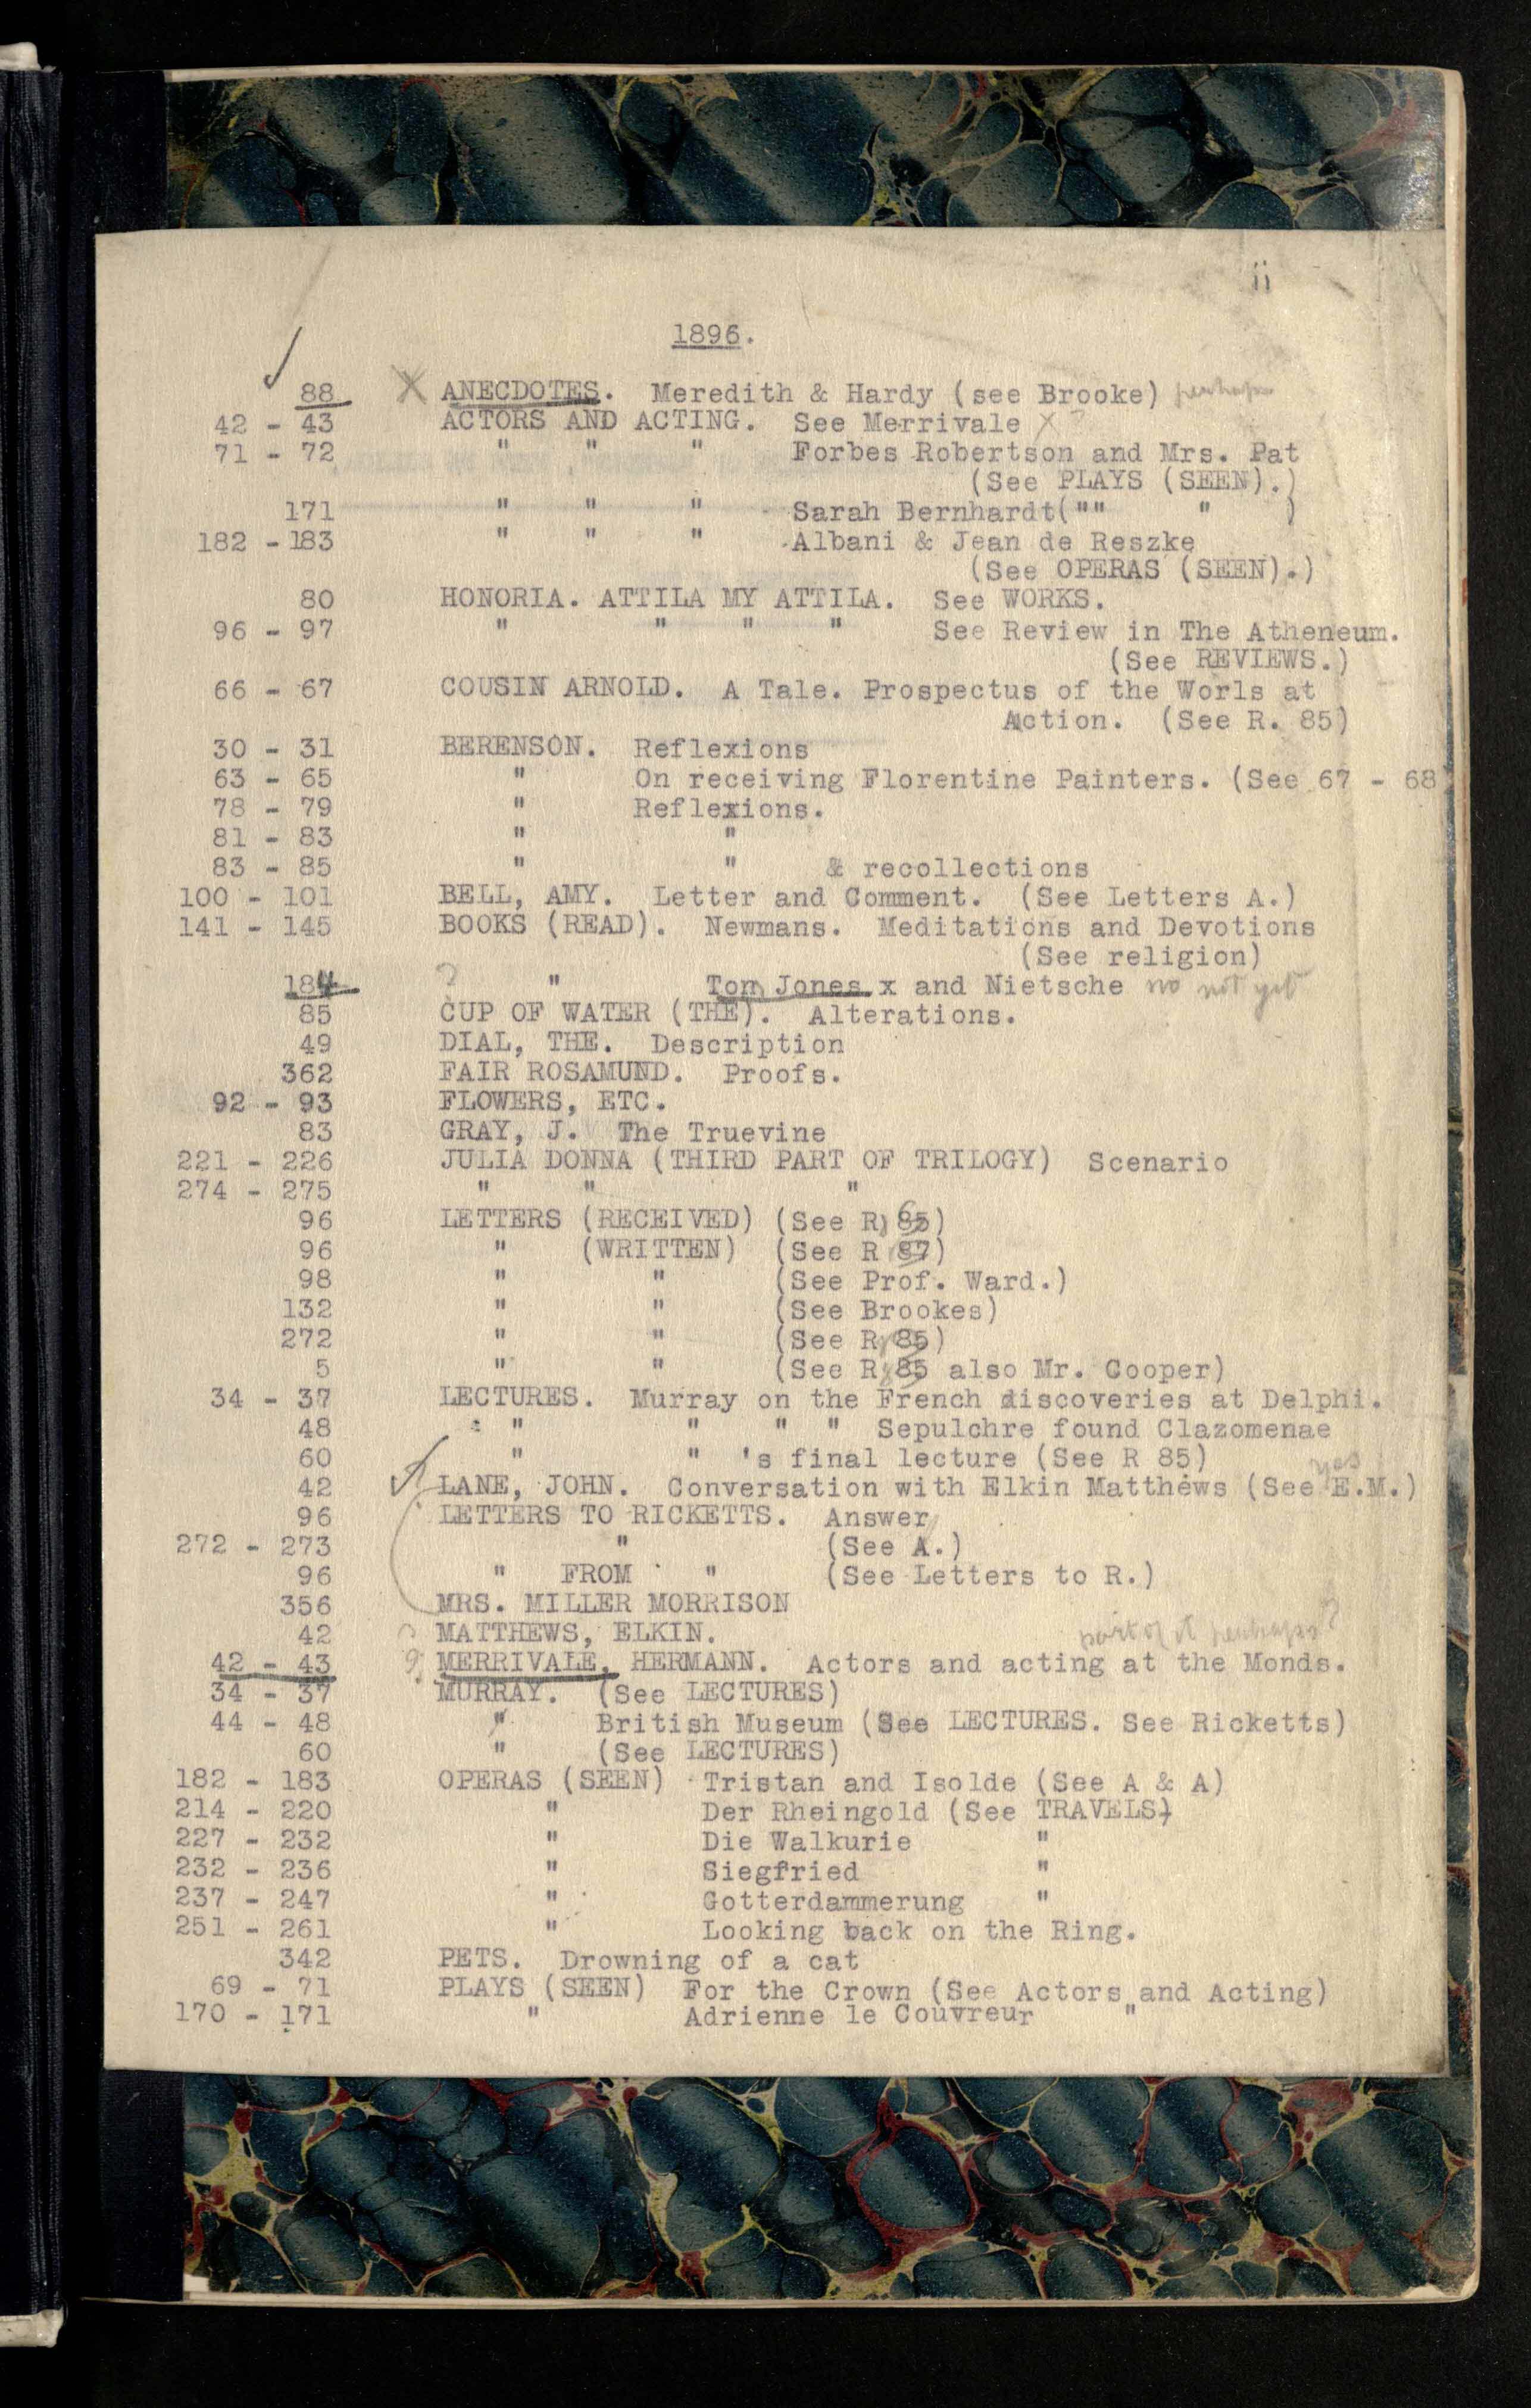 ii
1896.
88 X ANECDOTES. Meredith & Hardy (see Brooke) perhaps
42 - 43 ACTORS AND ACTING. See Merrivale X ?
71 - 72 " " " Forbes Robertson and Mrs. Pat
(See PLAYS (SEEN).)
171 " " " Sarah Bernhardt("" " )
182 -183 " " " Albani & Jean de Reszke
(See OPERAS (SEEN).)
80 HONORIA. ATTILA MY ATTILA. See WORKS.
96 - 97 " " " " See Review in The Atheneum.
(See REVIEWS.)
66 - 67 COUSIN ARNOLD. A Tale. Prospectus of the Worls at
Action. (See R. 85)
30 - 31 BERENSON. Reflexions
63 - 65 " On receiving Florentine Painters. (See 67 - 68)
78 - 79 " Reflexions.
81 - 83 " "
83 - 85 " " & recollections
100 - 101 BELL, AMY. Letter and Comment. (See Letters A.)
141 - 145 BOOKS (READ). Newmans. Meditations and Devotions
(See religion)
184 ? " Tom Jones x and Nietsche no not yet
85 CUP OF WATER (THE). Alterations.
49 DIAL, THE. Description
362 FAIR ROSAMUND. Proofs.
92 - 93 FLOWERS, ETC.
83 GRAY, J. The Truevine
221 - 226 JULIA DONNA (THIRD PART OF TRILOGY) Scenario
274 - 275 " " "
96 LETTERS (RECEIVED) (See R 85)
96 " (WRITTEN) (See R 87)
98 " " (See Prof. Ward.)
132 " " (See Brookes)
272 " " (See R 85)
5 " " (See R 85 also Mr. Cooper)
34 - 37 LECTURES. Murray on the French discoveries at Delphi.
48 " " " " Sepulchre found Clazomenae
60 " " 's final lecture (See R 85)
yes
42 LANE, JOHN. Conversation with Elkin Matthews (See E.M.)
96 LETTERS TO RICKETTS. Answer
272 - 273 " (See A.)
96 " FROM " (See Letters to R.)
356 MRS. MILLER MORRISON
42 ? MATTHEWS, ELKIN. part of it perhaps?
42 - 43 ? MERRIVALE, HERMANN. Actors and acting at the Monds.
34 - 37 MURRAY. (See LECTURES)
44 - 48 " British Museum (See LECTURES. See Ricketts)
60 " (See LECTURES)
182 - 183 OPERAS (SEEN) Tristan and Isolde (See A & A)
214 - 220 " Der Rheingold (See TRAVELS)
227 - 232 " Die Walkurie "
232 - 236 " Siegfried "
237 - 247 " Gotterdammerung "
251 - 261 " Looking back on the Ring.
342 PETS. Drowning of a cat
69 - 71 PLAYS (SEEN) For the Crown (See Actors and Acting)
170 - 171 " Adrienne le Couvreur "